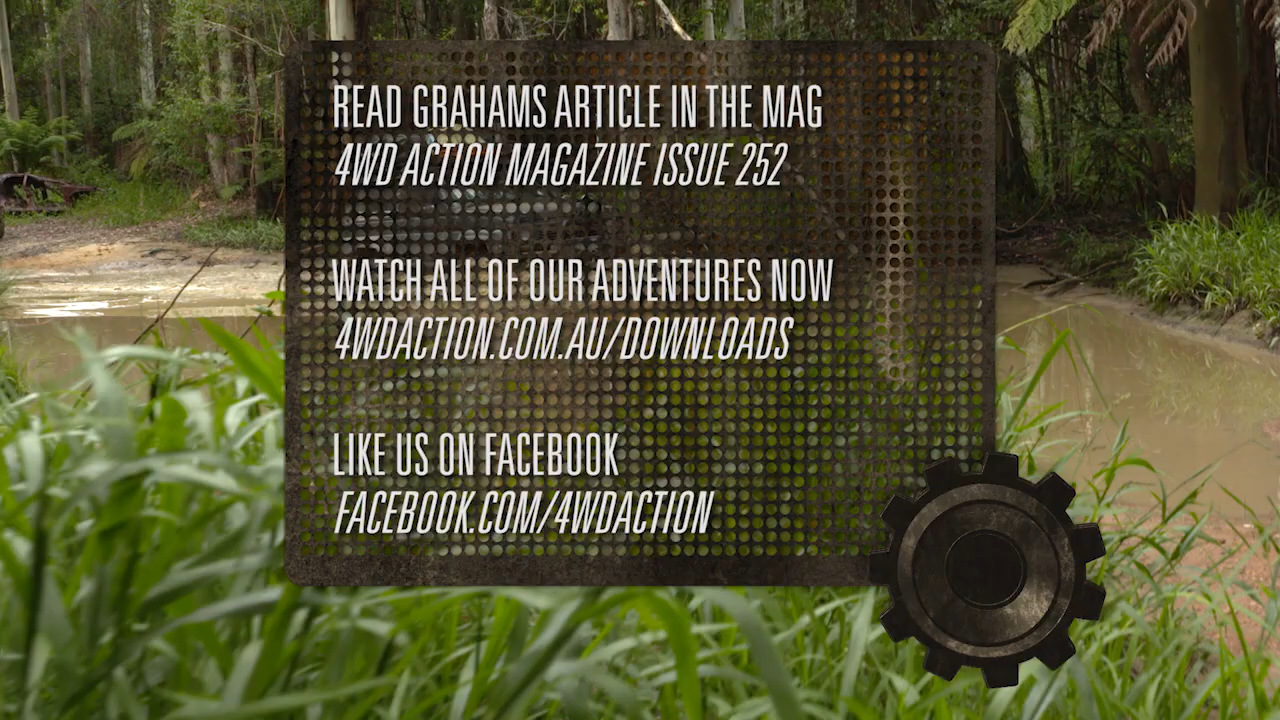 READ GRAHAMS ARTICLE IN THE MAG
4WD ACTION MAGAZINE ISSUE 252
WATCH ALL OF OUR ADVENTURES NOW
4WDACTION.COM.AU/DOWNLOADS
LIKE US ON FACEBOOK
FACEBOOK.COM/4WDACTION